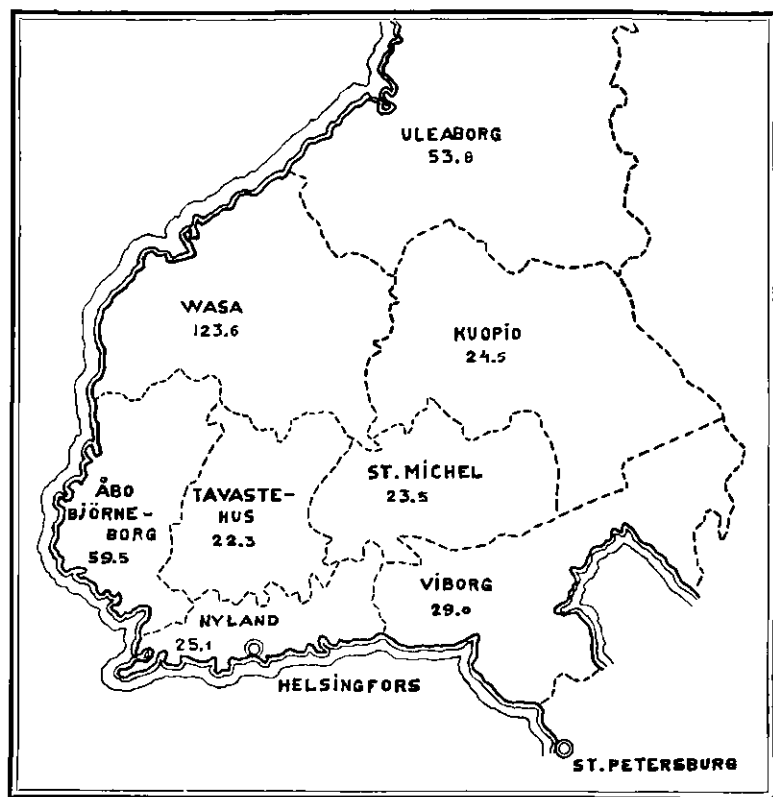 ULEABORG
53.8
WASA
123.6
KUOPIO
24.5
ST. MICHEL
23.5
ÅBO
BJÖRNE-
BORG
59.5
TAVASTE-
HUS
22.3
VIBORG
29.0
NYLAND
25.1
HELSINGFORS
ST. PETERSBURG